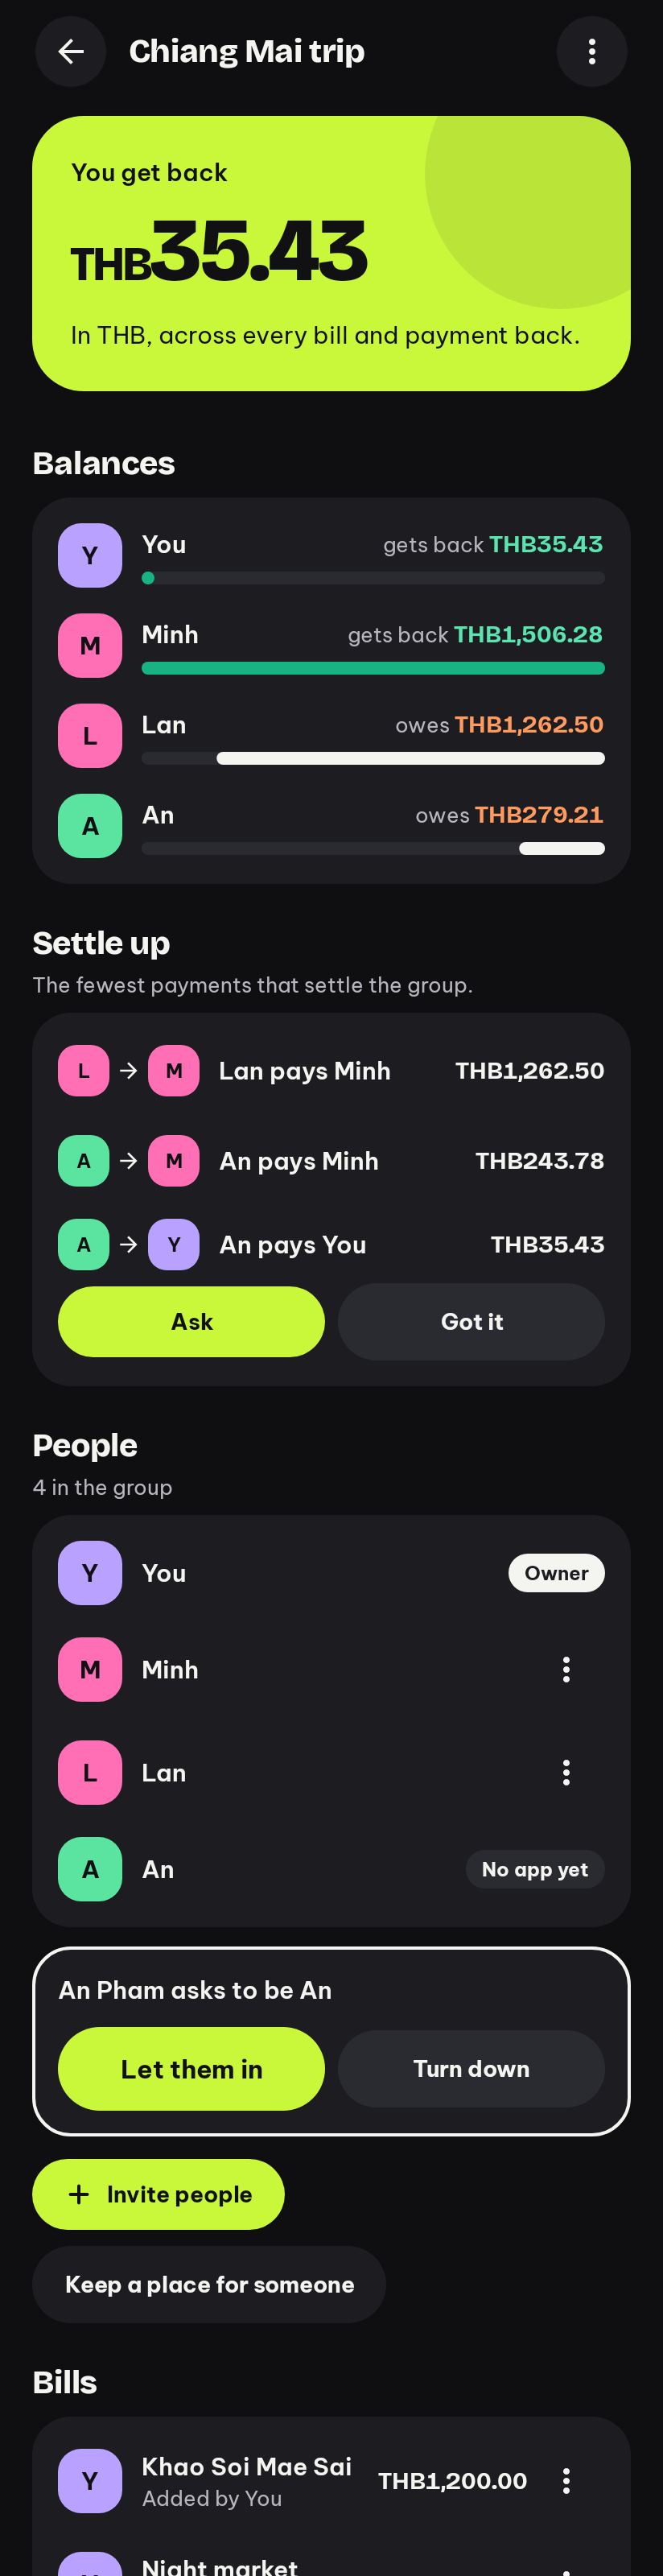 Chiang Mai trip
You get back
THB35.43
In THB, across every bill and payment back.
Balances
Y
You
gets back THB35.43
M
Minh
gets back THB1,506.28
L
Lan
owes THB1,262.50
A
An
owes THB279.21
Settle up
The fewest payments that settle the group.
L → M Lan pays Minh THB1,262.50
A → M An pays Minh THB243.78
A → Y An pays You THB35.43
Ask
Got it
People
4 in the group
Y You Owner
M Minh
L Lan
A An No app yet
An Pham asks to be An
Let them in
Turn down
+ Invite people
Keep a place for someone
Bills
Y
Khao Soi Mae Sai
THB1,200.00
Added by You
Night market